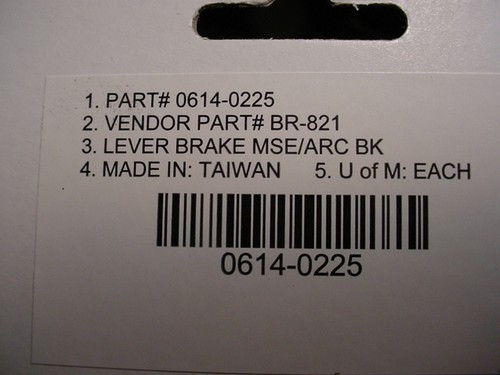 1. PART# 0614-0225
2. VENDOR PART# BR-821
3. LEVER BRAKE MSE/ARC BK
4. MADE IN: TAIWAN 5. U of M: EACH
0614-0225